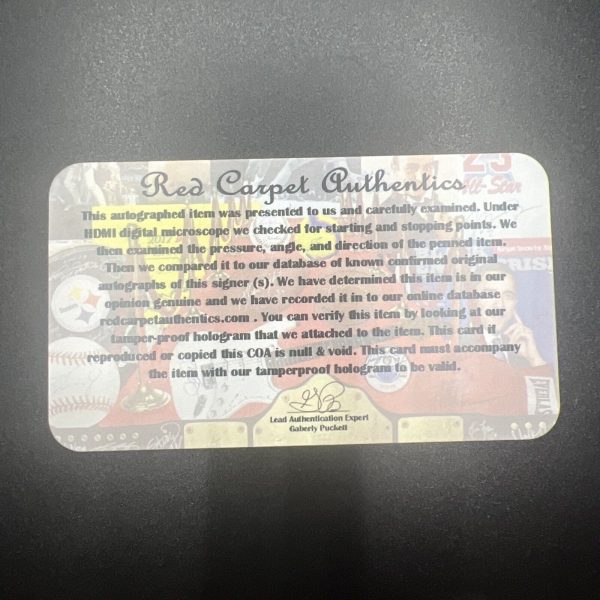 Red Carpet Authentics
This autographed item was presented to us and carefully examined. Under
HDMI digital microscope we checked for starting and stopping points. We
then examined the pressure, angle, and direction of the penned item.
Then we compared it to our database of known confirmed original
autographs of this signer (s). We have determined this item is in our
opinion genuine and we have recorded it in to our online database
redcarpetauthentics.com . You can verify this item by looking at our
tamper-proof hologram that we attached to the item. This card if
reproduced or copied this COA is null & void. This card must accompany
the item with our tamperproof hologram to be valid.
Lead Authentication Expert
Gaberly Puckett
23
All-Star
Steelers